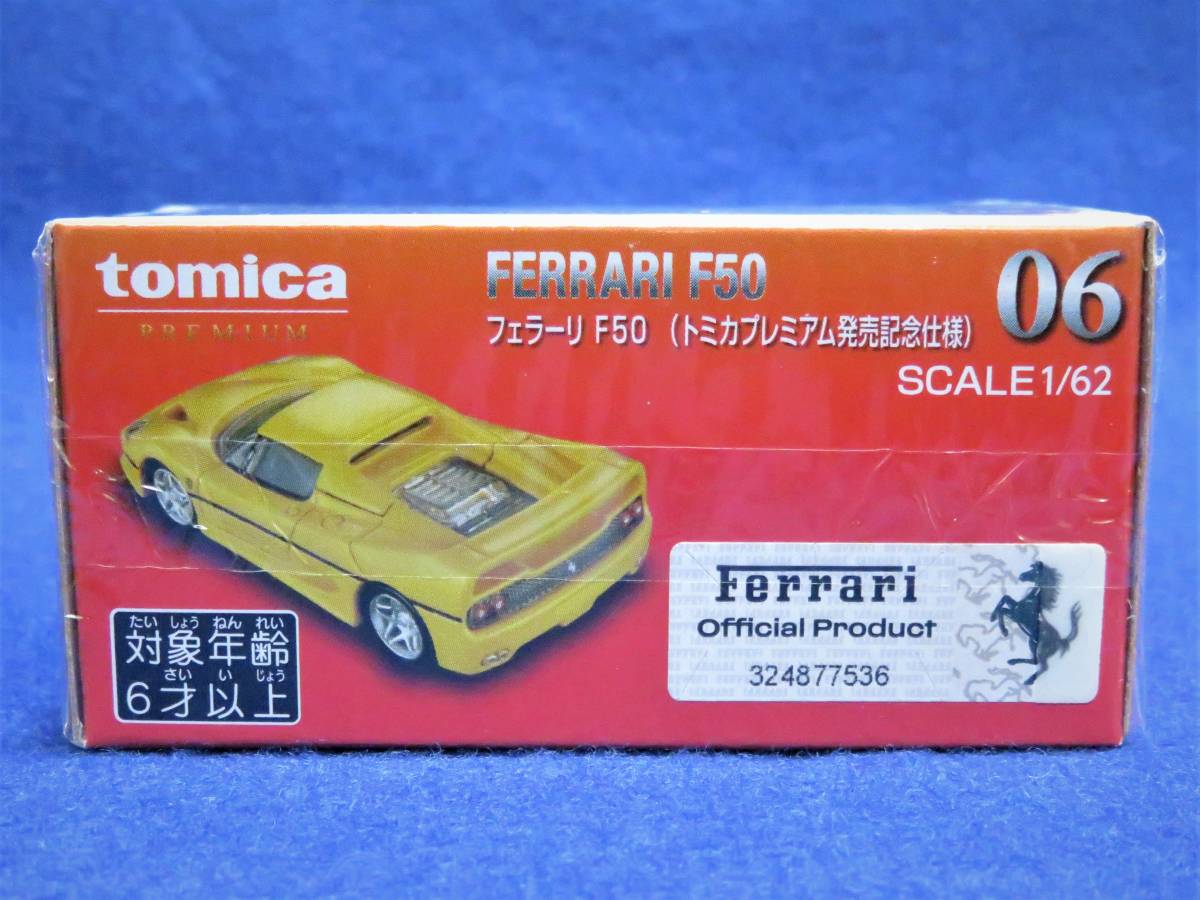 tomica
PREMIUM
FERRARI F50
フェラーリ F50 （トミカプレミアム発売記念仕様）
06
SCALE 1/62
たい しょう ねん れい
対象年齢
さい い じょう
6才以上
Ferrari
Official Product
324877536